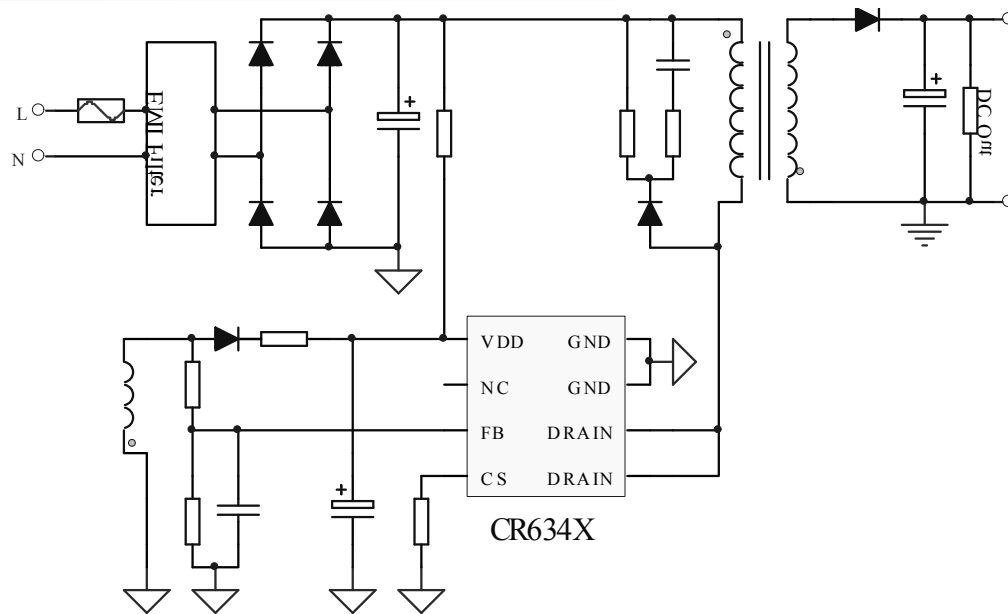 L
N
EMI Filter
+
+
DC Out
VDD
GND
NC
GND
FB
DRAIN
CS
DRAIN
+
CR634X